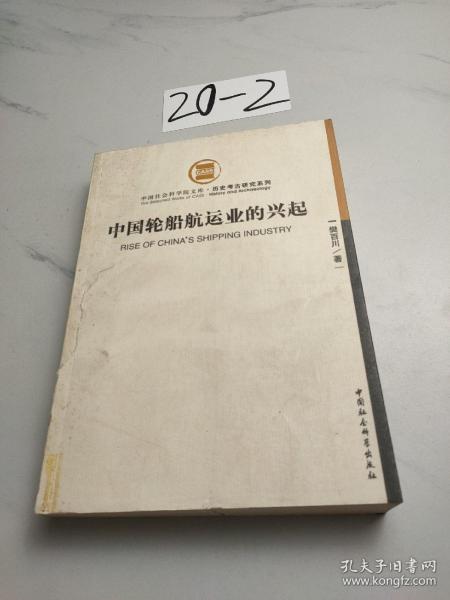 20-2
CASS
中国社会科学院文库·历史考古研究系列
The Selected Works of CASS · History and Archaeology
中国轮船航运业的兴起
RISE OF CHINA'S SHIPPING INDUSTRY
樊百川／著
中国社会科学出版社
孔夫子旧书网
www.kongfz.com